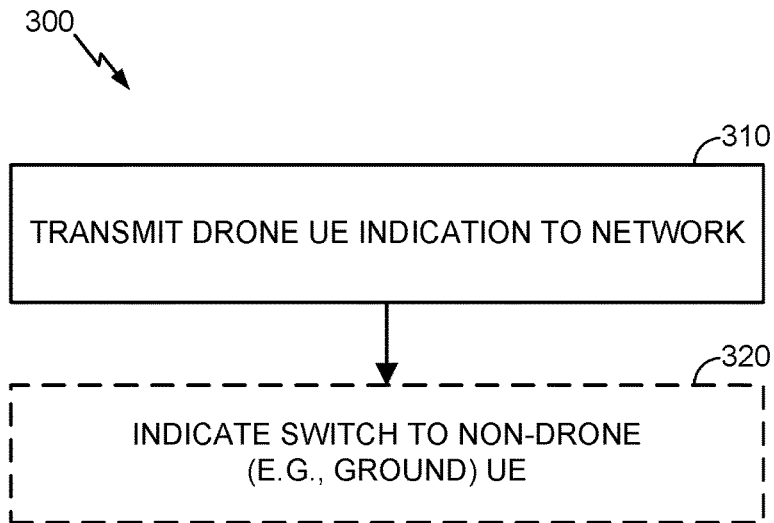 300
310
TRANSMIT DRONE UE INDICATION TO NETWORK
320
INDICATE SWITCH TO NON-DRONE
(E.G., GROUND) UE